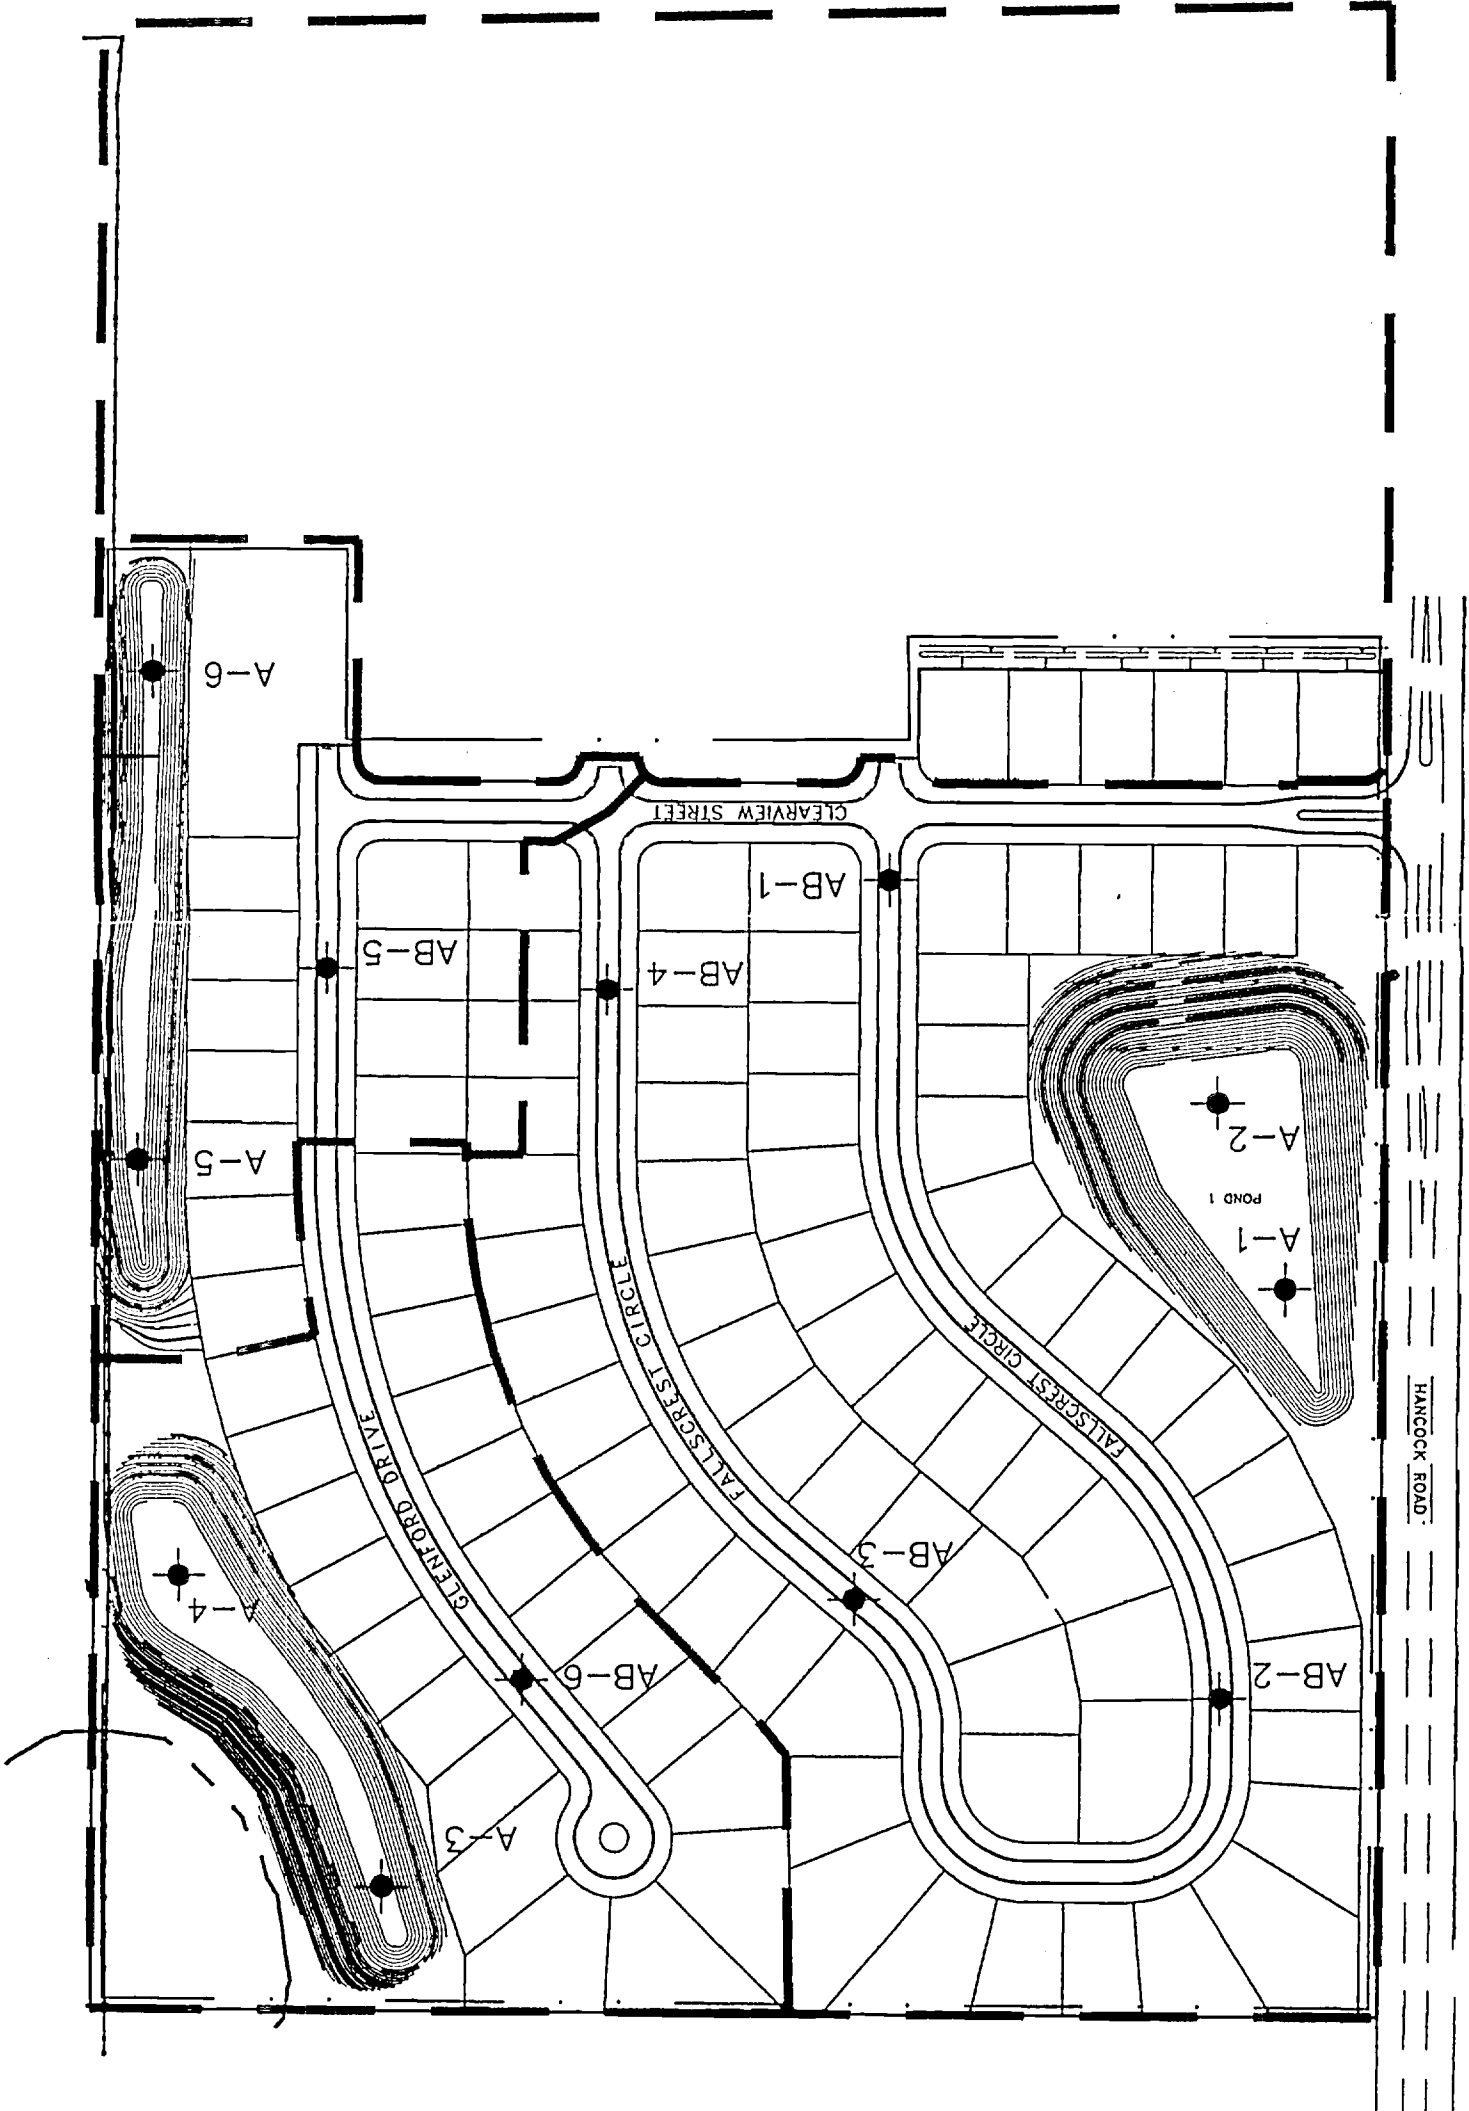 A-6
CLEARVIEW STREET
AB-1
AB-5
AB-4
A-2
A-5
POND 1
A-1
FALLSCREST CIRCLE
FALLSCREST CIRCLE
HANCOCK ROAD
GLENFORD DRIVE
AB-3
A-4
AB-6
AB-2
A-3